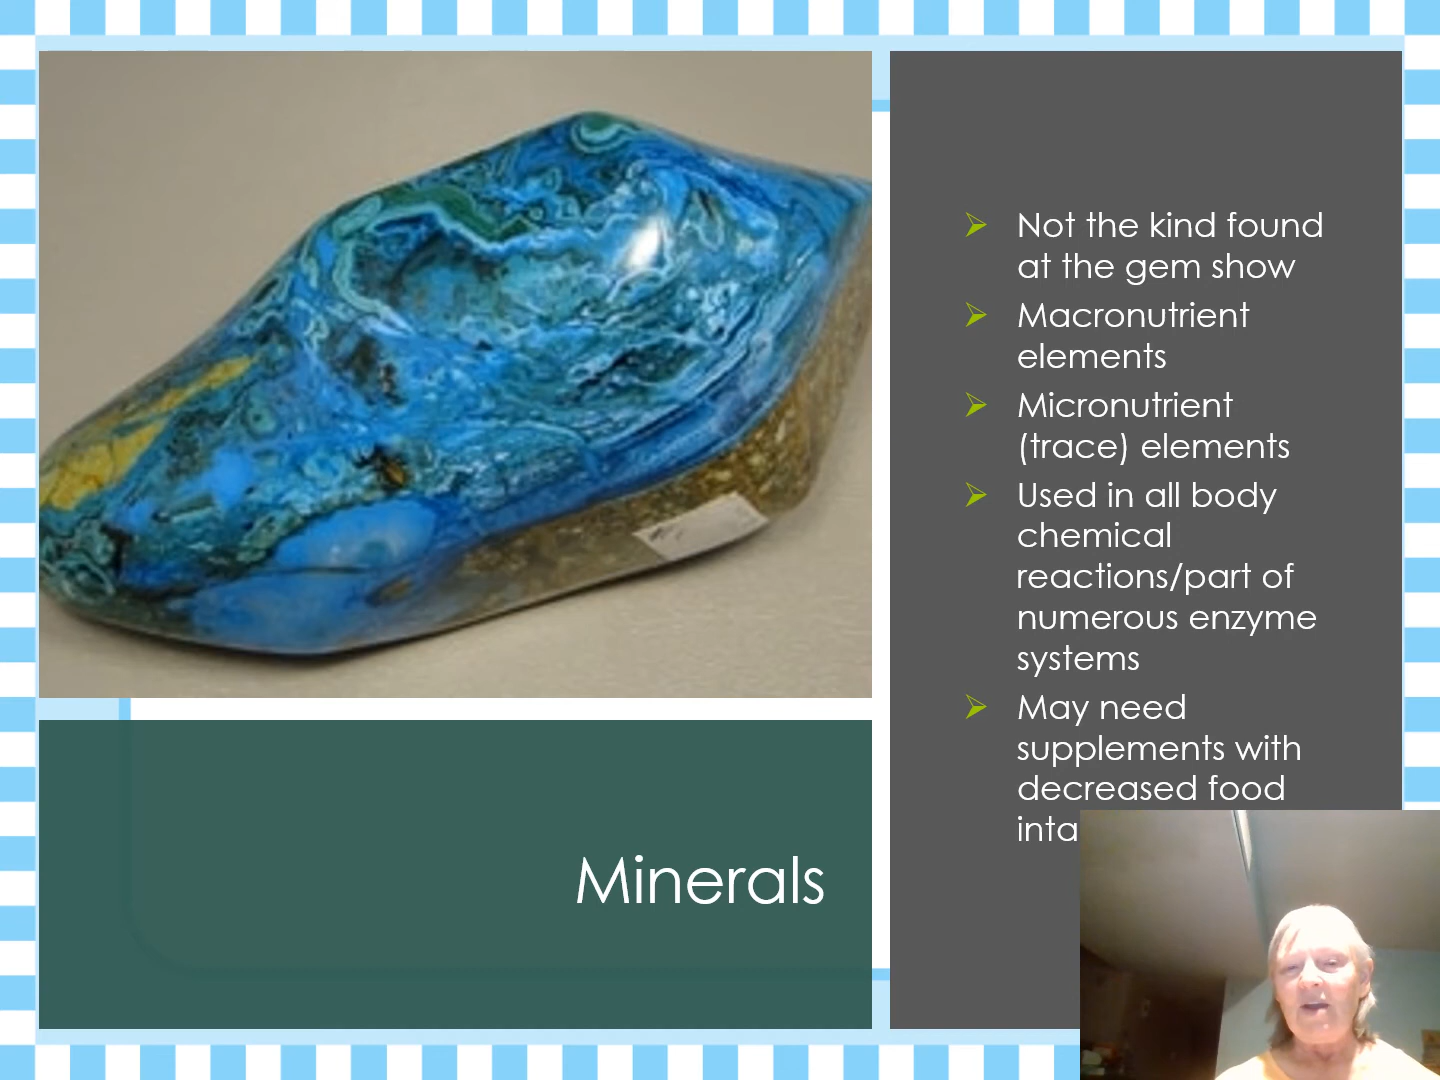 Not the kind found
at the gem show
Macronutrient
elements
Micronutrient
(trace) elements
Used in all body
chemical
reactions/part of
numerous enzyme
systems
May need
supplements with
decreased food
Minerals